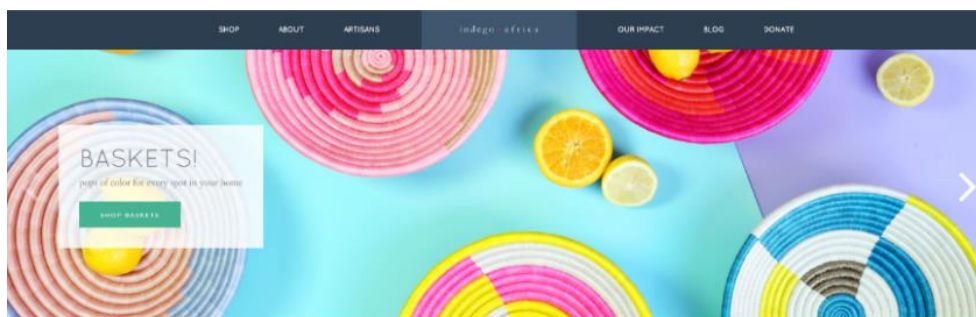 SHOP ABOUT ARTISANS indego africa OUR IMPACT BLOG DONATE
BASKETS!
pops of color for every spot in your home
SHOP BASKETS